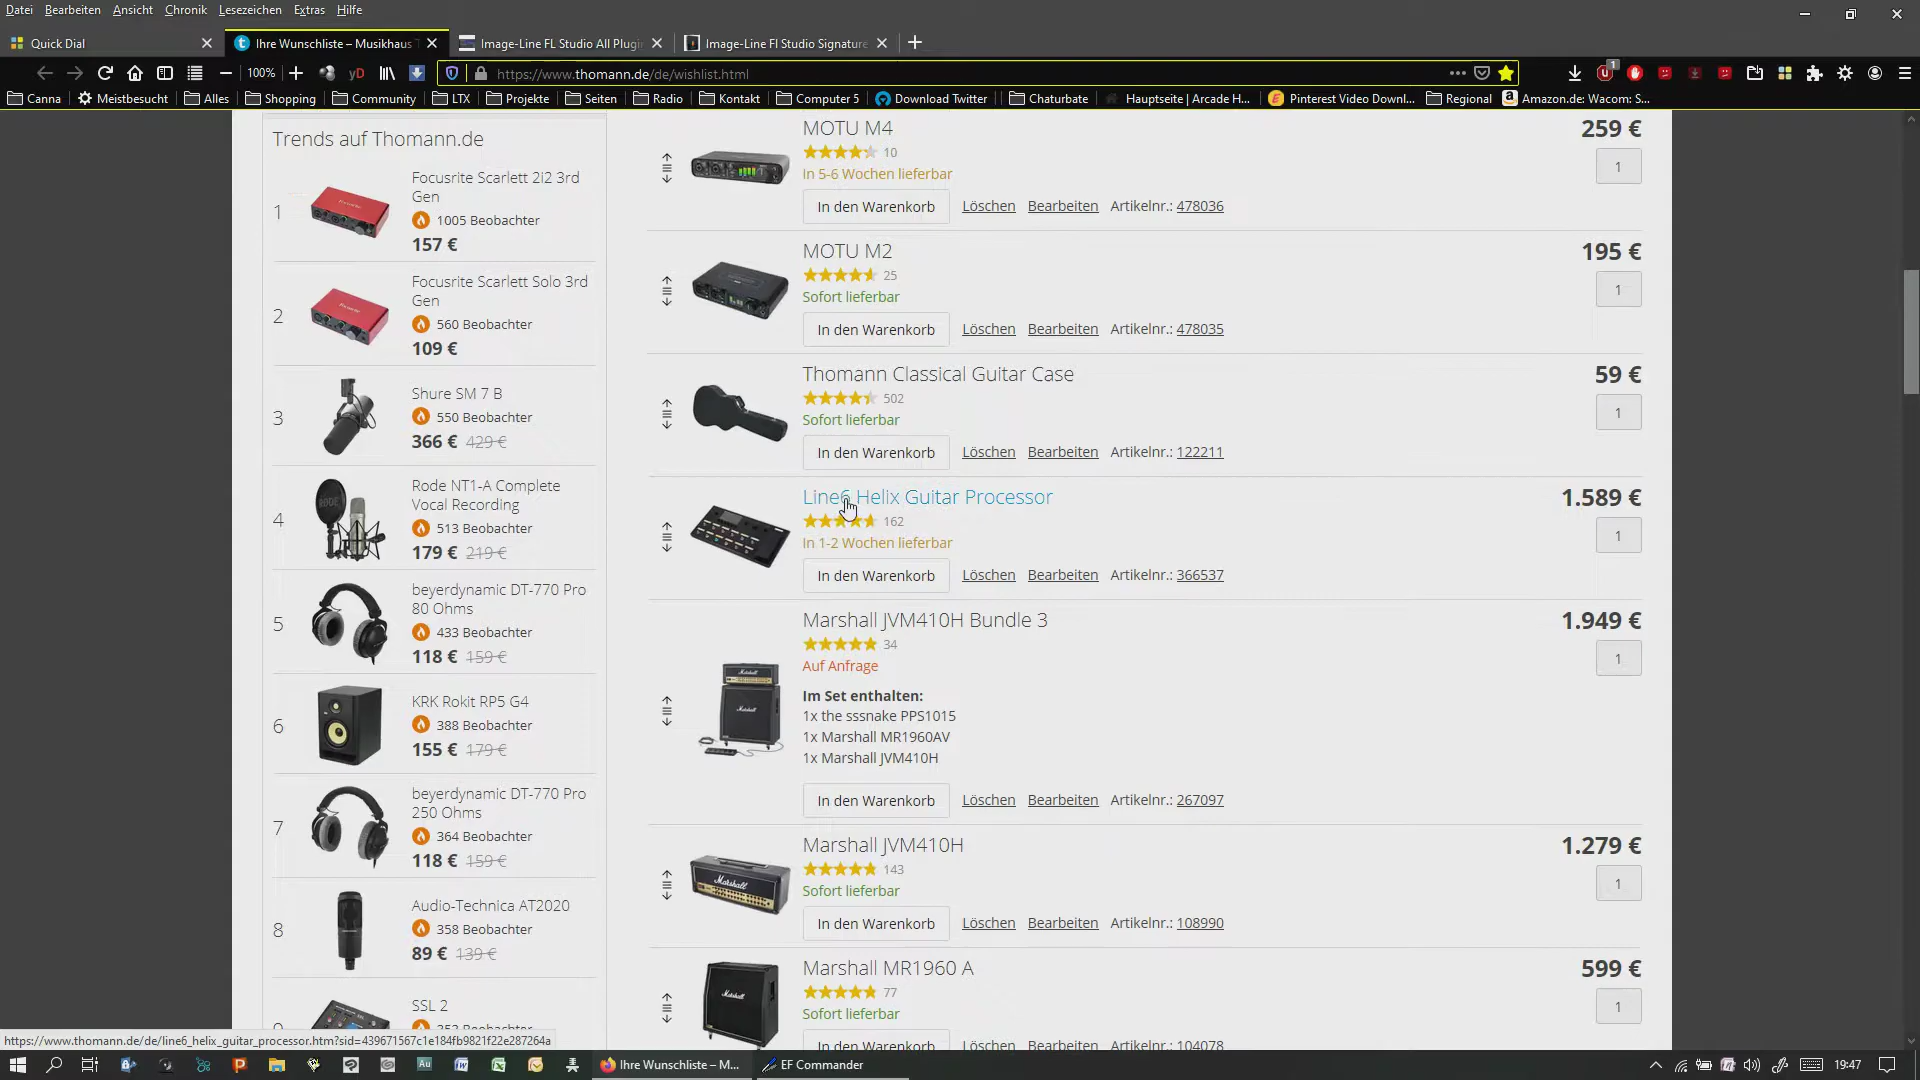 Datei Bearbeiten Ansicht Chronik Lesezeichen Extras Hilfe
Quick Dial
Ihre Wunschliste – Musikhaus T
Image-Line FL Studio All Plugin
Image-Line Fl Studio Signature
100%
yD
https://www.thomann.de/de/wishlist.html
1
Canna Meistbesucht Alles Shopping Community LTX Projekte Seiten Radio Kontakt Computer 5 Download Twitter Chaturbate Hauptseite | Arcade H... Pinterest Video Downl... Regional Amazon.de: Wacom: S...
Trends auf Thomann.de
1
Focusrite Scarlett 2i2 3rd
Gen
1005 Beobachter
157 €
2
Focusrite Scarlett Solo 3rd
Gen
560 Beobachter
109 €
3
Shure SM 7 B
550 Beobachter
366 € 429 €
4
Rode NT1-A Complete
Vocal Recording
513 Beobachter
179 € 219 €
5
beyerdynamic DT-770 Pro
80 Ohms
433 Beobachter
118 € 159 €
6
KRK Rokit RP5 G4
388 Beobachter
155 € 179 €
7
beyerdynamic DT-770 Pro
250 Ohms
364 Beobachter
118 € 159 €
8
Audio-Technica AT2020
358 Beobachter
89 € 139 €
SSL 2
MOTU M4
259 €
10
1
In 5-6 Wochen lieferbar
In den Warenkorb Löschen Bearbeiten Artikelnr.: 478036
MOTU M2
195 €
25
1
Sofort lieferbar
In den Warenkorb Löschen Bearbeiten Artikelnr.: 478035
Thomann Classical Guitar Case
59 €
502
1
Sofort lieferbar
In den Warenkorb Löschen Bearbeiten Artikelnr.: 122211
Line6 Helix Guitar Processor
1.589 €
162
1
In 1-2 Wochen lieferbar
In den Warenkorb Löschen Bearbeiten Artikelnr.: 366537
Marshall JVM410H Bundle 3
1.949 €
34
1
Auf Anfrage
Im Set enthalten:
1x the sssnake PPS1015
1x Marshall MR1960AV
1x Marshall JVM410H
In den Warenkorb Löschen Bearbeiten Artikelnr.: 267097
Marshall JVM410H
1.279 €
143
1
Sofort lieferbar
In den Warenkorb Löschen Bearbeiten Artikelnr.: 108990
Marshall MR1960 A
599 €
77
1
Sofort lieferbar
In den Warenkorb Löschen Bearbeiten Artikelnr.: 104078
https://www.thomann.de/de/line6_helix_guitar_processor.htm?sid=439671567c1e184fb9821f22e287264a
Ihre Wunschliste – M...
EF Commander
19:47